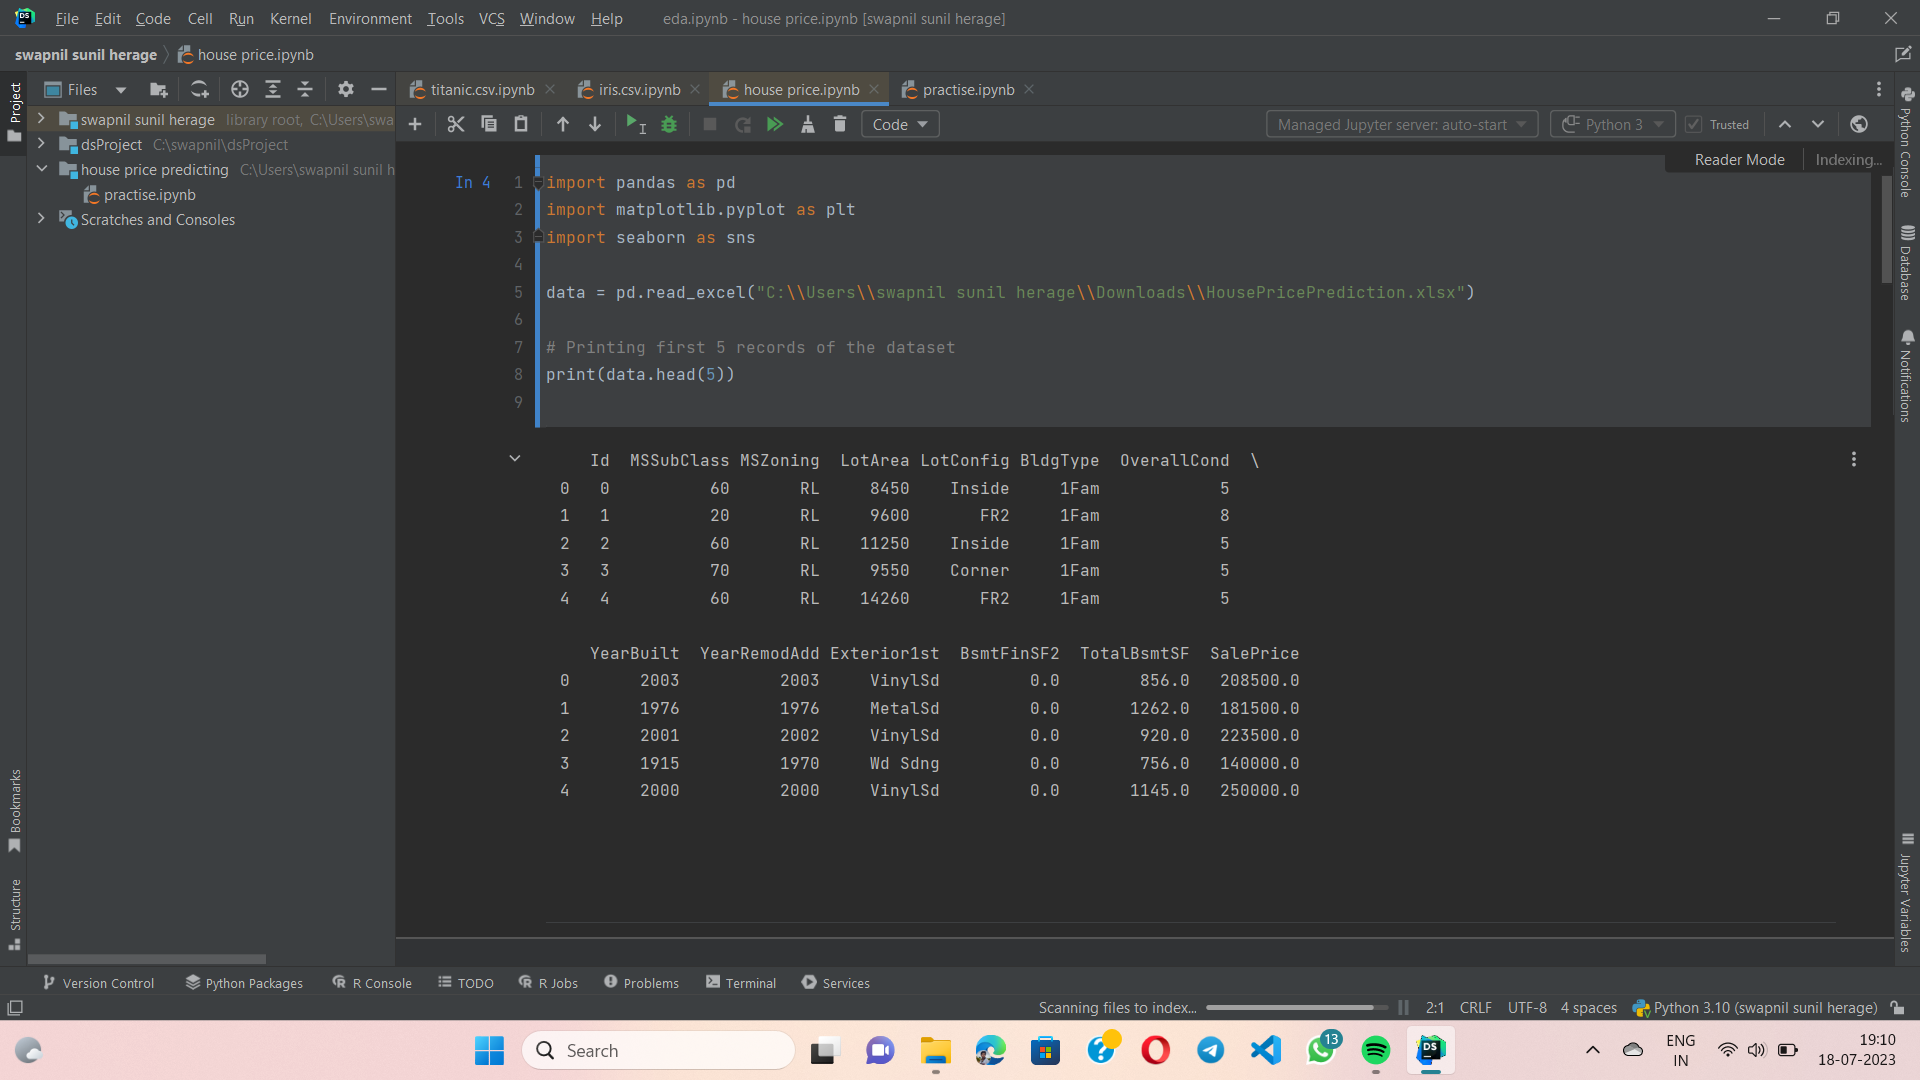 File Edit Code Cell Run Kernel Environment Tools VCS Window Help eda.ipynb - house price.ipynb [swapnil sunil herage]
swapnil sunil herage house price.ipynb
Project
Files
titanic.csv.ipynb iris.csv.ipynb house price.ipynb practise.ipynb
swapnil sunil herage library root, C:\Users\swa
dsProject C:\swapnil\dsProject
house price predicting C:\Users\swapnil sunil h
practise.ipynb
Scratches and Consoles
Code Managed Jupyter server: auto-start Python 3 Trusted
Reader Mode Indexing...
In 4
1 import pandas as pd
2 import matplotlib.pyplot as plt
3 import seaborn as sns
4
5 data = pd.read_excel("C:\\Users\\swapnil sunil herage\\Downloads\\HousePricePrediction.xlsx")
6
7 # Printing first 5 records of the dataset
8 print(data.head(5))
9
Id MSSubClass MSZoning LotArea LotConfig BldgType OverallCond \
0 0 60 RL 8450 Inside 1Fam 5
1 1 20 RL 9600 FR2 1Fam 8
2 2 60 RL 11250 Inside 1Fam 5
3 3 70 RL 9550 Corner 1Fam 5
4 4 60 RL 14260 FR2 1Fam 5
YearBuilt YearRemodAdd Exterior1st BsmtFinSF2 TotalBsmtSF SalePrice
0 2003 2003 VinylSd 0.0 856.0 208500.0
1 1976 1976 MetalSd 0.0 1262.0 181500.0
2 2001 2002 VinylSd 0.0 920.0 223500.0
3 1915 1970 Wd Sdng 0.0 756.0 140000.0
4 2000 2000 VinylSd 0.0 1145.0 250000.0
Python Console
Database
Notifications
Jupyter Variables
Bookmarks
Structure
Version Control Python Packages R Console TODO R Jobs Problems Terminal Services
Scanning files to index... 2:1 CRLF UTF-8 4 spaces Python 3.10 (swapnil sunil herage)
Search
13
DS
ENG
IN
19:10
18-07-2023